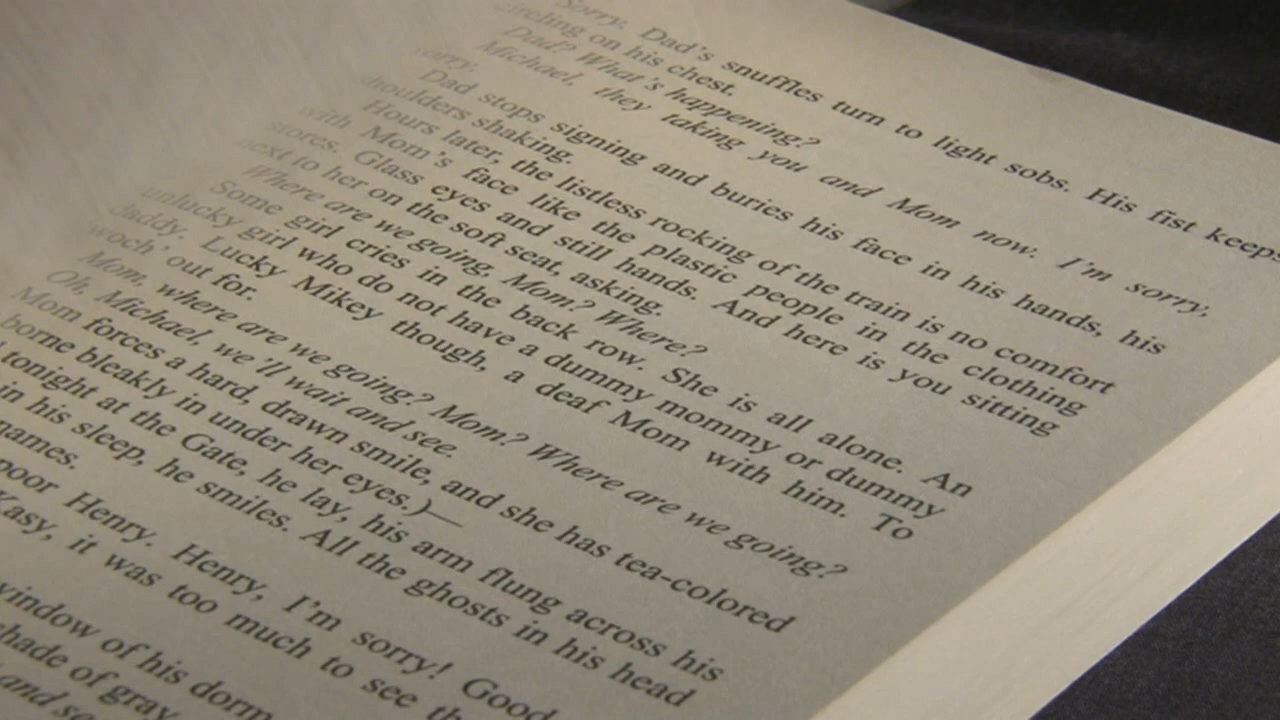 Sorry. Dad's snuffles turn to light sobs. His fist keeps
circling on his chest.
Dad? What's happening?
Michael, they taking you and Mom now. I'm sorry,
sorry.
Dad stops signing and buries his face in his hands, his
shoulders shaking.
Hours later, the listless rocking of the train is no comfort
with Mom's face like the plastic people in the clothing
stores. Glass eyes and still hands. And here is you sitting
next to her on the soft seat, asking.
Where are we going, Mom? Where?
Some girl cries in the back row. She is all alone. An
unlucky girl who do not have a dummy mommy or dummy
daddy. Lucky Mikey though, a deaf Mom with him. To
woch' out for.
Mom, where are we going? Mom? Where are we going?
Oh, Michael, we'll wait and see.
Mom forces a hard, drawn smile, and she has tea-colored
borne bleakly in under her eyes.)—
tonight at the Gate, he lay, his arm flung across his
in his sleep, he smiles. All the ghosts in his head
names.
poor Henry. Henry, I'm sorry! Good
Kasy, it was too much to see
window of his dorm
shade of gray
and